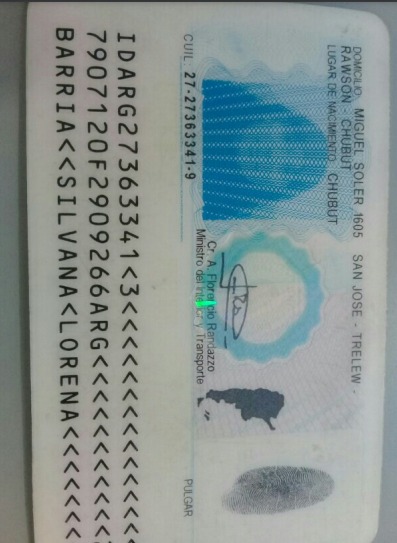 DOMICILIO: MIGUEL SOLER 1605 SAN JOSE - TRELEW -
RAWSON - CHUBUT
LUGAR DE NACIMIENTO: CHUBUT
CUIL: 27-27363341-9
Cr. A. Florencio Randazzo
Ministro del Interior y Transporte
PULGAR
IDARG27363341<3<<<<<<<<<<<<<<<
7907120F2909266ARG<<<<<<<<<<<
BARRIA<<SILVANA<LORENA<<<<<<<